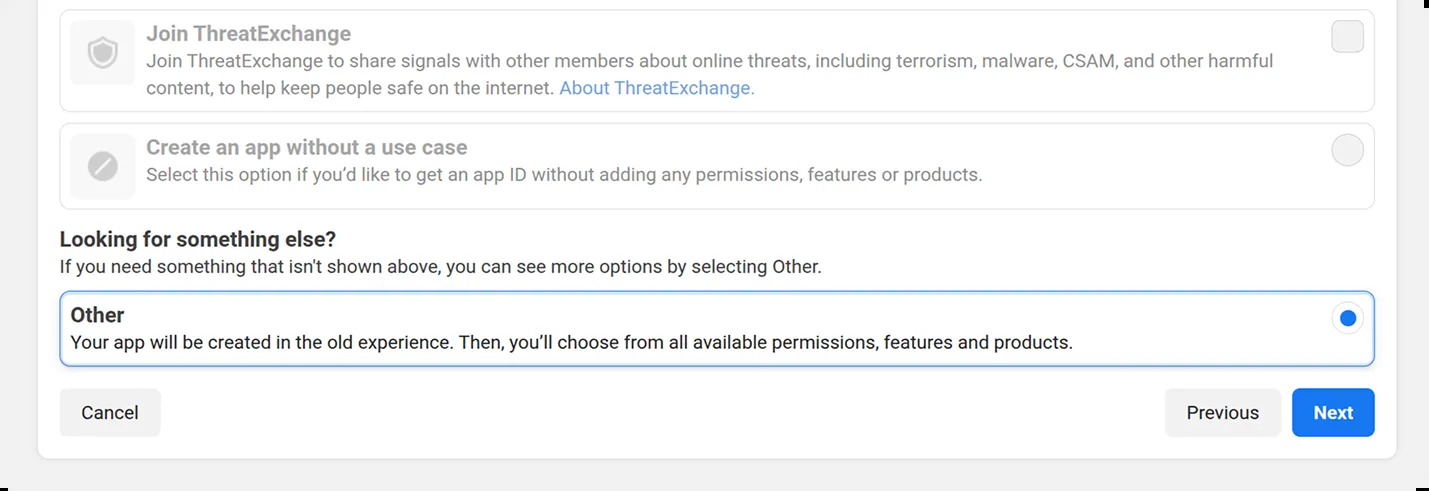 Join ThreatExchange
Join ThreatExchange to share signals with other members about online threats, including terrorism, malware, CSAM, and other harmful
content, to help keep people safe on the internet. About ThreatExchange.
Create an app without a use case
Select this option if you’d like to get an app ID without adding any permissions, features or products.
Looking for something else?
If you need something that isn't shown above, you can see more options by selecting Other.
Other
Your app will be created in the old experience. Then, you’ll choose from all available permissions, features and products.
Cancel
Previous
Next